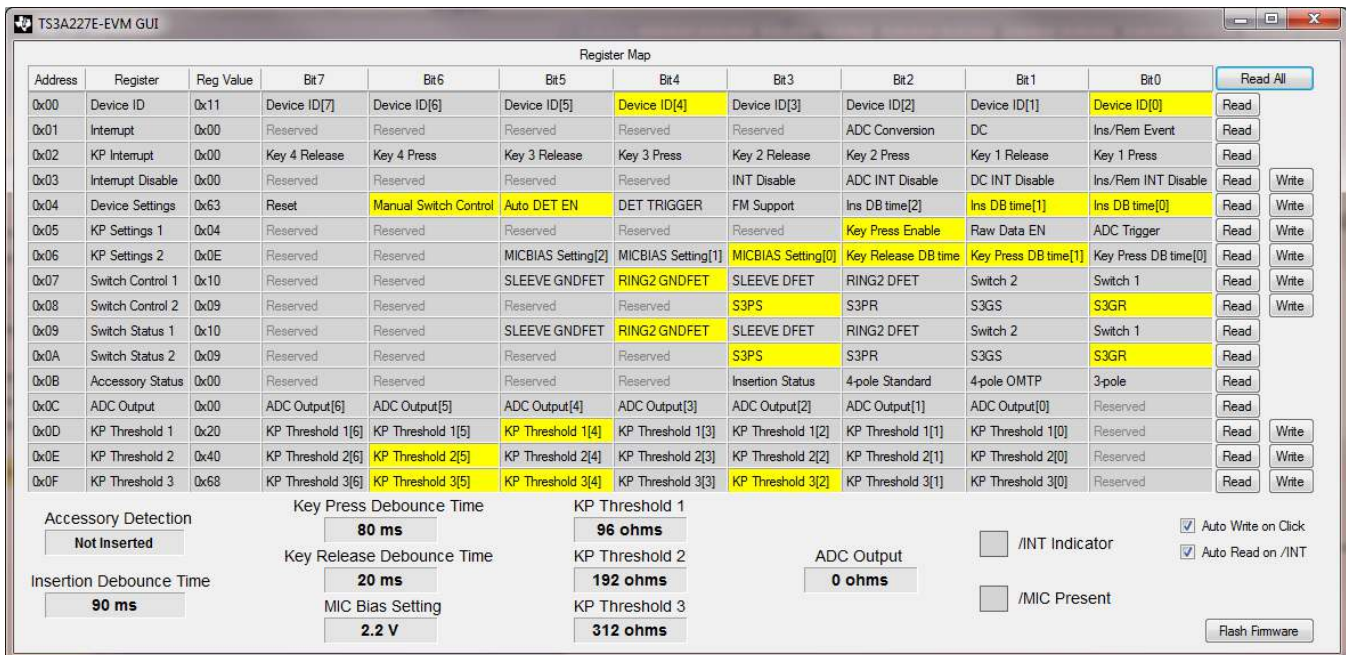 TS3A227E-EVM GUI
Register Map
Address Register Reg Value Bit7 Bit6 Bit5 Bit4 Bit3 Bit2 Bit1 Bit0 Read All
0x00 Device ID 0x11 Device ID[7] Device ID[6] Device ID[5] Device ID[4] Device ID[3] Device ID[2] Device ID[1] Device ID[0] Read
0x01 Interrupt 0x00 Reserved Reserved Reserved Reserved Reserved ADC Conversion DC Ins/Rem Event Read
0x02 KP Interrupt 0x00 Key 4 Release Key 4 Press Key 3 Release Key 3 Press Key 2 Release Key 2 Press Key 1 Release Key 1 Press Read
0x03 Interrupt Disable 0x00 Reserved Reserved Reserved Reserved INT Disable ADC INT Disable DC INT Disable Ins/Rem INT Disable Read Write
0x04 Device Settings 0x63 Reset Manual Switch Control Auto DET EN DET TRIGGER FM Support Ins DB time[2] Ins DB time[1] Ins DB time[0] Read Write
0x05 KP Settings 1 0x04 Reserved Reserved Reserved Reserved Reserved Key Press Enable Raw Data EN ADC Trigger Read Write
0x06 KP Settings 2 0x0E Reserved Reserved MICBIAS Setting[2] MICBIAS Setting[1] MICBIAS Setting[0] Key Release DB time Key Press DB time[1] Key Press DB time[0] Read Write
0x07 Switch Control 1 0x10 Reserved Reserved SLEEVE GNDFET RING2 GNDFET SLEEVE DFET RING2 DFET Switch 2 Switch 1 Read Write
0x08 Switch Control 2 0x09 Reserved Reserved Reserved Reserved S3PS S3PR S3GS S3GR Read Write
0x09 Switch Status 1 0x10 Reserved Reserved SLEEVE GNDFET RING2 GNDFET SLEEVE DFET RING2 DFET Switch 2 Switch 1 Read
0x0A Switch Status 2 0x09 Reserved Reserved Reserved Reserved S3PS S3PR S3GS S3GR Read
0x0B Accessory Status 0x00 Reserved Reserved Reserved Reserved Insertion Status 4-pole Standard 4-pole OMTP 3-pole Read
0x0C ADC Output 0x00 ADC Output[6] ADC Output[5] ADC Output[4] ADC Output[3] ADC Output[2] ADC Output[1] ADC Output[0] Reserved Read
0x0D KP Threshold 1 0x20 KP Threshold 1[6] KP Threshold 1[5] KP Threshold 1[4] KP Threshold 1[3] KP Threshold 1[2] KP Threshold 1[1] KP Threshold 1[0] Reserved Read Write
0x0E KP Threshold 2 0x40 KP Threshold 2[6] KP Threshold 2[5] KP Threshold 2[4] KP Threshold 2[3] KP Threshold 2[2] KP Threshold 2[1] KP Threshold 2[0] Reserved Read Write
0x0F KP Threshold 3 0x68 KP Threshold 3[6] KP Threshold 3[5] KP Threshold 3[4] KP Threshold 3[3] KP Threshold 3[2] KP Threshold 3[1] KP Threshold 3[0] Reserved Read Write
Accessory Detection
Not Inserted
Insertion Debounce Time
90 ms
Key Press Debounce Time
80 ms
Key Release Debounce Time
20 ms
MIC Bias Setting
2.2 V
KP Threshold 1
96 ohms
KP Threshold 2
192 ohms
KP Threshold 3
312 ohms
ADC Output
0 ohms
/INT Indicator
/MIC Present
Auto Write on Click
Auto Read on /INT
Flash Firmware